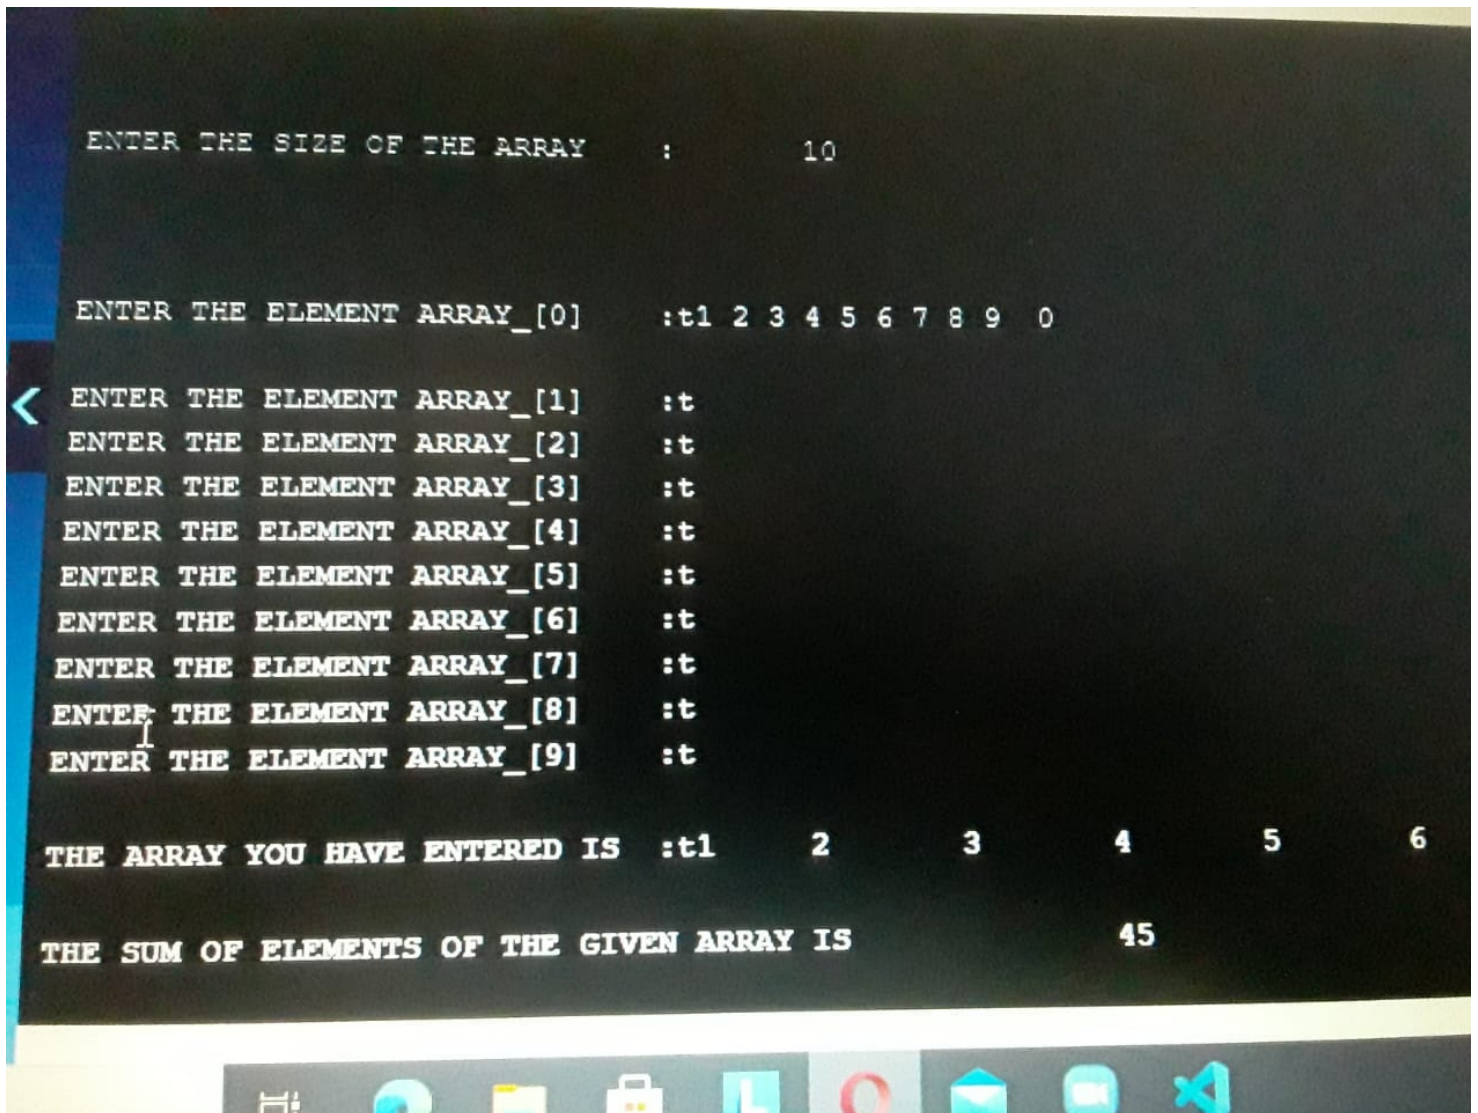 ENTER THE SIZE OF THE ARRAY : 10
ENTER THE ELEMENT ARRAY_[0] :t1 2 3 4 5 6 7 8 9 0
ENTER THE ELEMENT ARRAY_[1] :t
ENTER THE ELEMENT ARRAY_[2] :t
ENTER THE ELEMENT ARRAY_[3] :t
ENTER THE ELEMENT ARRAY_[4] :t
ENTER THE ELEMENT ARRAY_[5] :t
ENTER THE ELEMENT ARRAY_[6] :t
ENTER THE ELEMENT ARRAY_[7] :t
ENTER THE ELEMENT ARRAY_[8] :t
ENTER THE ELEMENT ARRAY_[9] :t
THE ARRAY YOU HAVE ENTERED IS :t1 2 3 4 5 6
THE SUM OF ELEMENTS OF THE GIVEN ARRAY IS 45